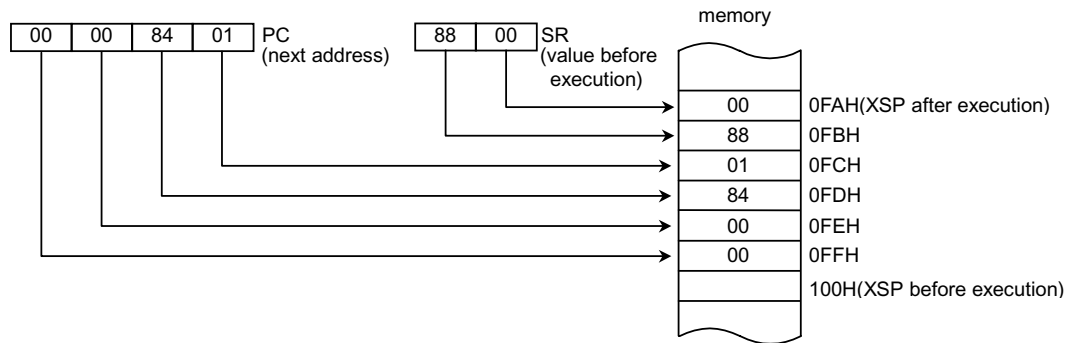 memory
00 00 84 01 PC
(next address)
88 00 SR
(value before
execution)
00 0FAH(XSP after execution)
88 0FBH
01 0FCH
84 0FDH
00 0FEH
00 0FFH
100H(XSP before execution)